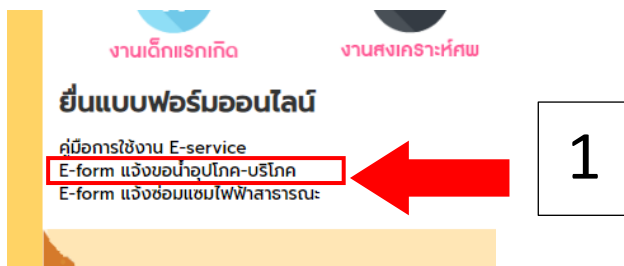 งานเด็กแรกเกิด
งานสงเคราะห์ศพ
ยื่นแบบฟอร์มออนไลน์
คู่มือการใช้งาน E-service
E-form แจ้งขอน้ำอุปโภค-บริโภค
E-form แจ้งซ่อมแซมไฟฟ้าสาธารณะ
1